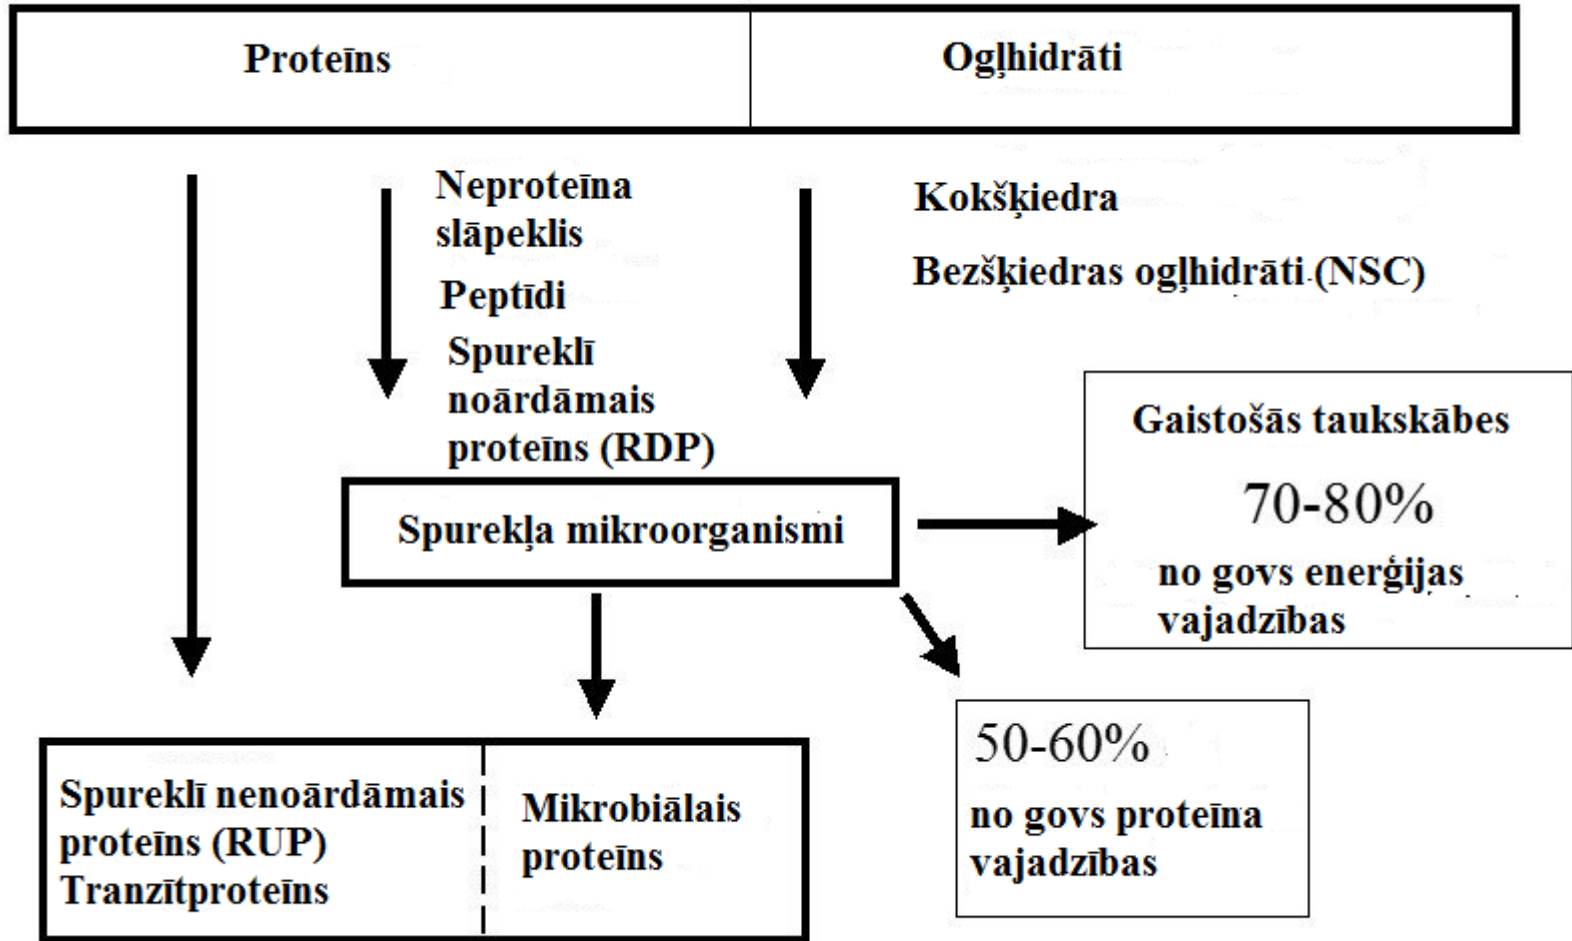 Proteīns
Ogļhidrāti
Neproteīna
slāpeklis
Peptīdi
Spureklī
noārdāmais
proteīns (RDP)
Kokšķiedra
Bezšķiedras ogļhidrāti (NSC)
Gaistošās taukskābes
70-80%
no govs enerģijas
vajadzības
Spurekļa mikroorganismi
50-60%
no govs proteīna
vajadzības
Spureklī nenoārdāmais
proteīns (RUP)
Tranzītproteīns
Mikrobiālais
proteīns